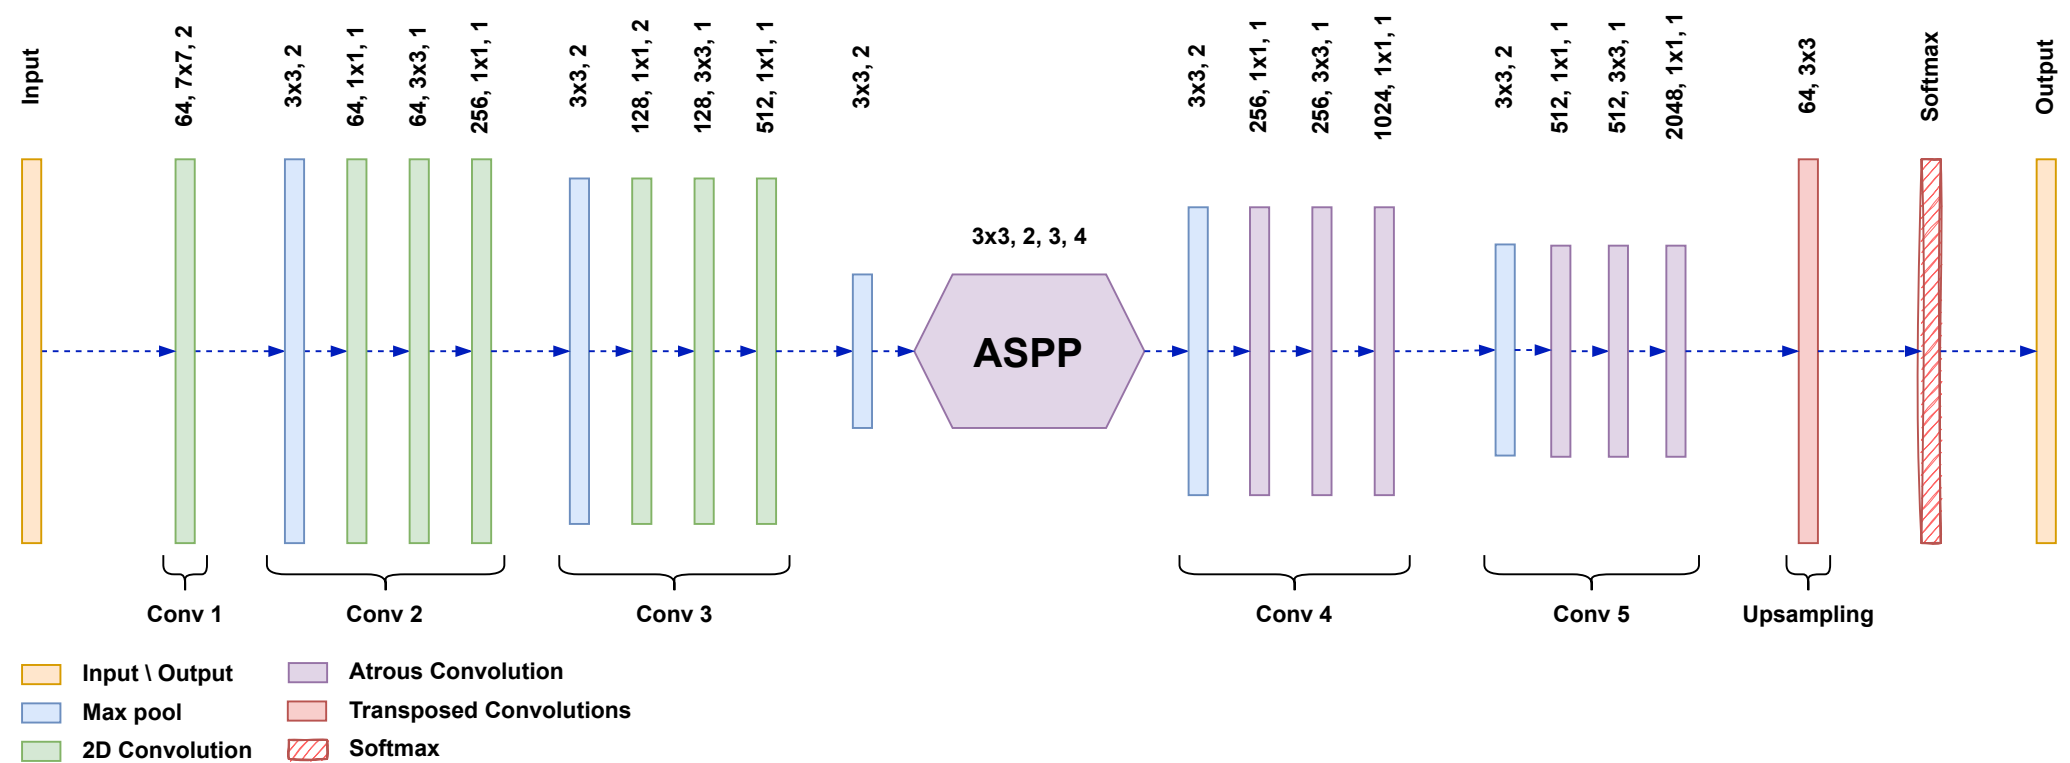 Input
64, 7x7, 2
3x3, 2
64, 1x1, 1
64, 3x3, 1
256, 1x1, 1
3x3, 2
128, 1x1, 2
128, 3x3, 1
512, 1x1, 1
3x3, 2
3x3, 2, 3, 4
ASPP
3x3, 2
256, 1x1, 1
256, 3x3, 1
1024, 1x1, 1
3x3, 2
512, 1x1, 1
512, 3x3, 1
2048, 1x1, 1
64, 3x3
Softmax
Output
Conv 1
Conv 2
Conv 3
Conv 4
Conv 5
Upsampling
Input \ Output
Max pool
2D Convolution
Atrous Convolution
Transposed Convolutions
Softmax